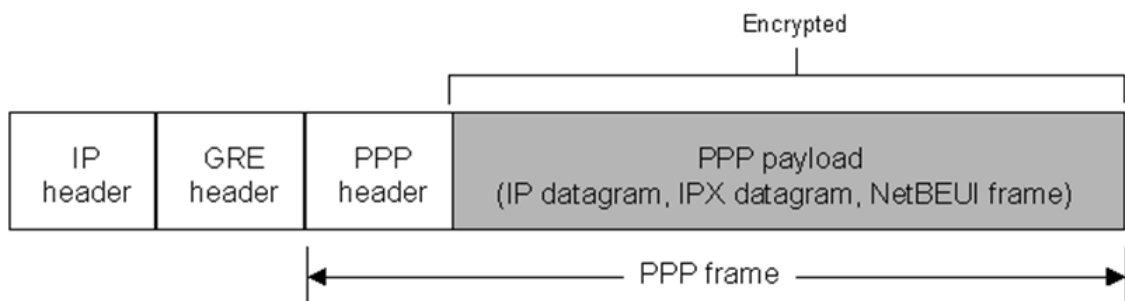 Encrypted
IP
header
GRE
header
PPP
header
PPP payload
(IP datagram, IPX datagram, NetBEUI frame)
PPP frame